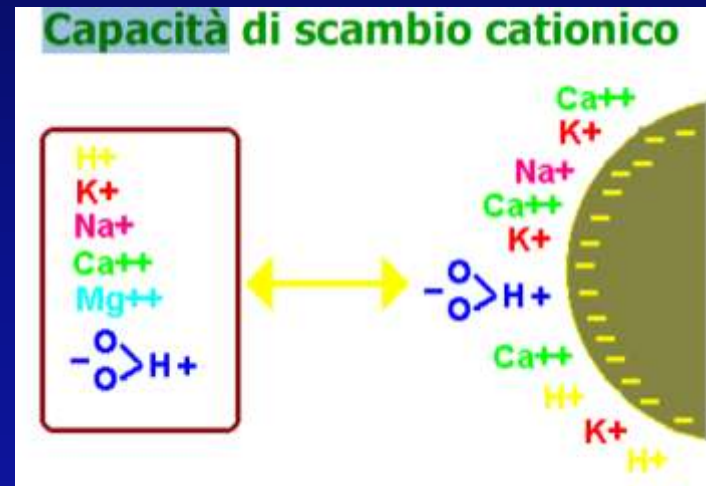 Capacità di scambio cationico
H+
K+
Na+
Ca++
Mg++
O
- > H +
O
Ca++
K+
Na+
Ca++
K+
O
- > H +
O
Ca++
H+
K+
H+